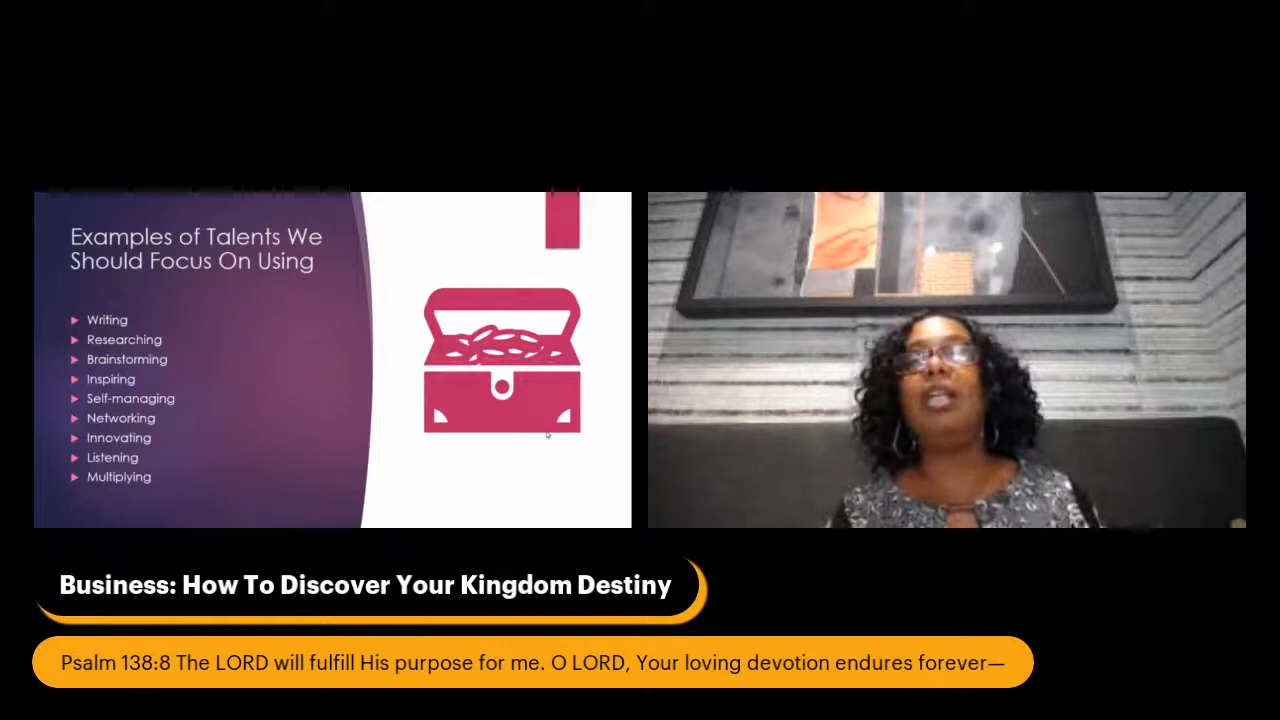 Examples of Talents We
Should Focus On Using
Writing
Researching
Brainstorming
Inspiring
Self-managing
Networking
Innovating
Listening
Multiplying
Business: How To Discover Your Kingdom Destiny
Psalm 138:8 The LORD will fulfill His purpose for me. O LORD, Your loving devotion endures forever—